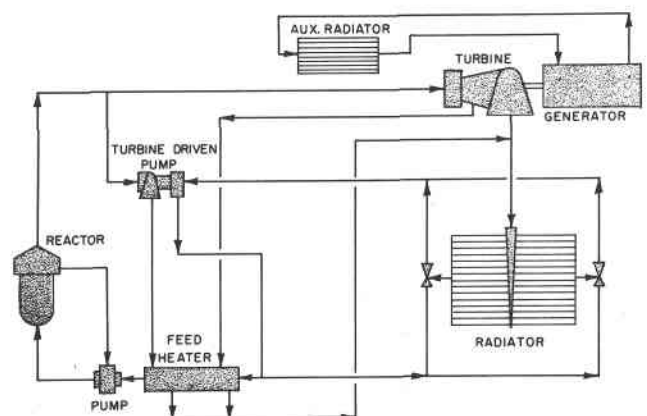 AUX. RADIATOR
TURBINE
GENERATOR
TURBINE DRIVEN
PUMP
REACTOR
FEED
HEATER
RADIATOR
PUMP